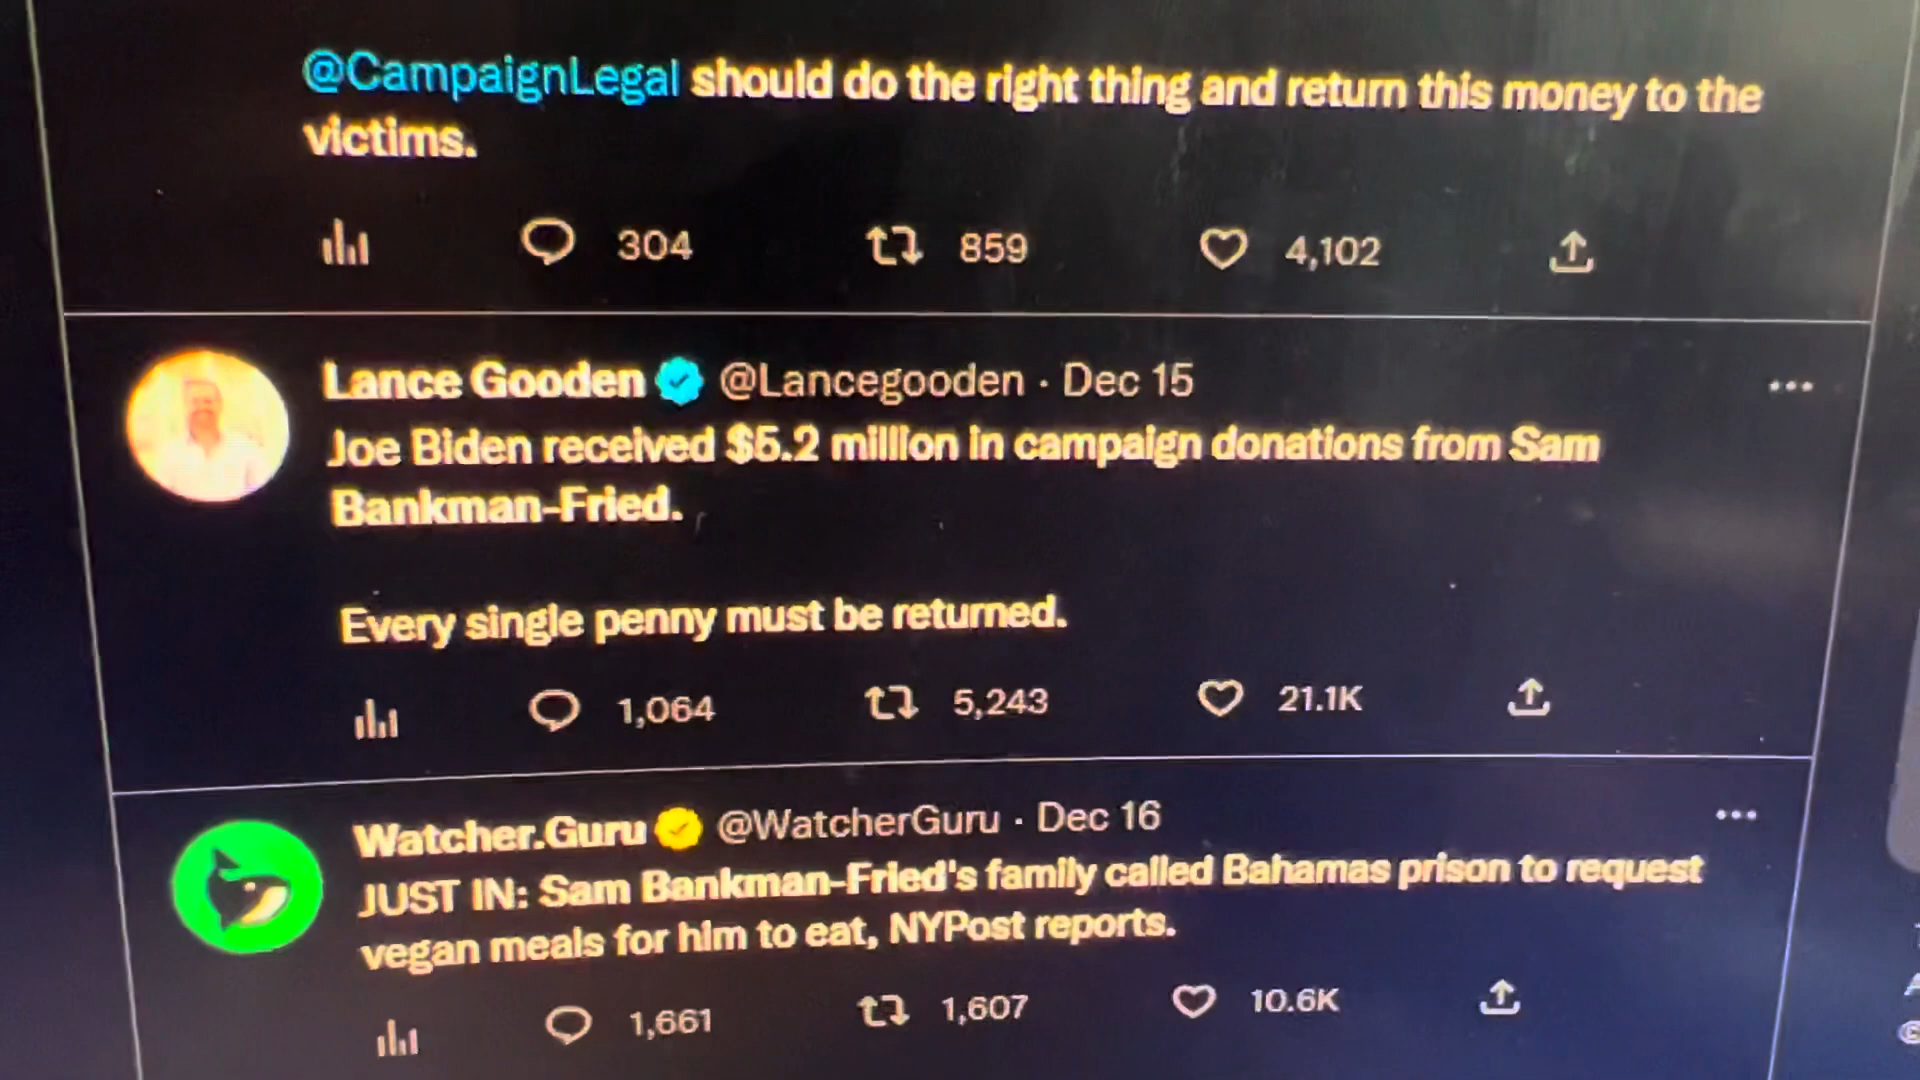 @CampaignLegal should do the right thing and return this money to the
victims.
304 859 4,102
Lance Gooden @Lancegooden · Dec 15
Joe Biden received $5.2 million in campaign donations from Sam
Bankman-Fried.
Every single penny must be returned.
1,064 5,243 21.1K
Watcher.Guru @WatcherGuru · Dec 16
JUST IN: Sam Bankman-Fried's family called Bahamas prison to request
vegan meals for him to eat, NYPost reports.
1,661 1,607 10.6K